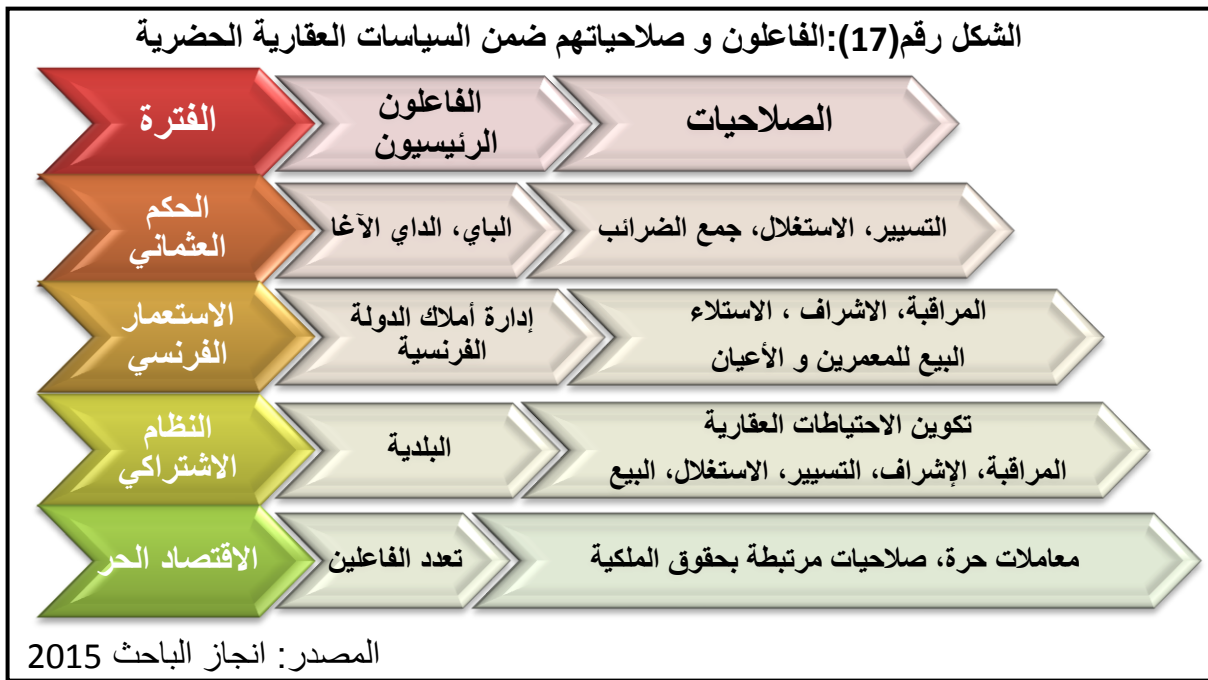 الشكل رقم(17):الفاعلون و صلاحياتهم ضمن السياسات العقارية الحضرية
الفترة
الفاعلون
الرئيسيون
الصلاحيات
الحكم
العثماني
الباي، الداي الآغا
التسيير، الاستغلال، جمع الضرائب
الاستعمار
الفرنسي
إدارة أملاك الدولة
الفرنسية
المراقبة، الاشراف ، الاستلاء
البيع للمعمرين و الأعيان
النظام
الاشتراكي
البلدية
تكوين الاحتياطات العقارية
المراقبة، الإشراف، التسيير، الاستغلال، البيع
الاقتصاد الحر
تعدد الفاعلين
معاملات حرة، صلاحيات مرتبطة بحقوق الملكية
المصدر: انجاز الباحث 2015